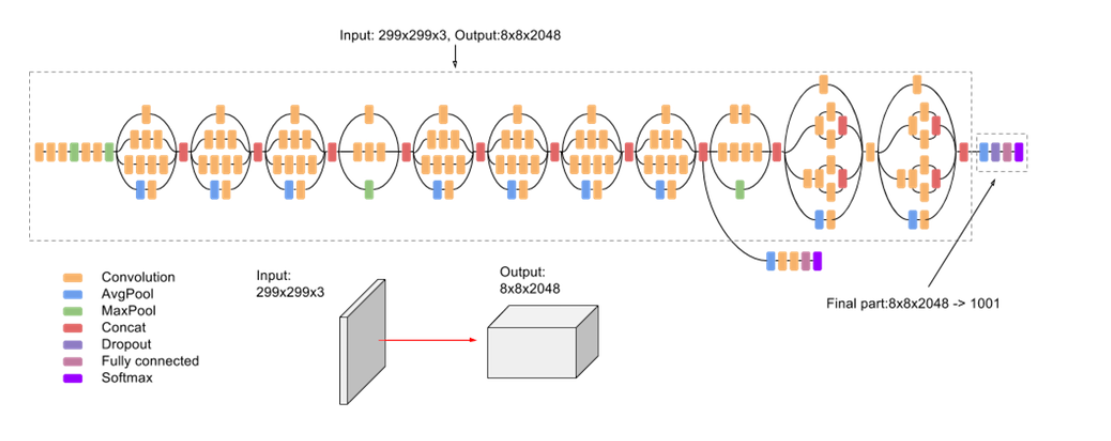 Input: 299x299x3, Output:8x8x2048
Convolution
AvgPool
MaxPool
Concat
Dropout
Fully connected
Softmax
Input:
299x299x3
Output:
8x8x2048
Final part:8x8x2048 -> 1001